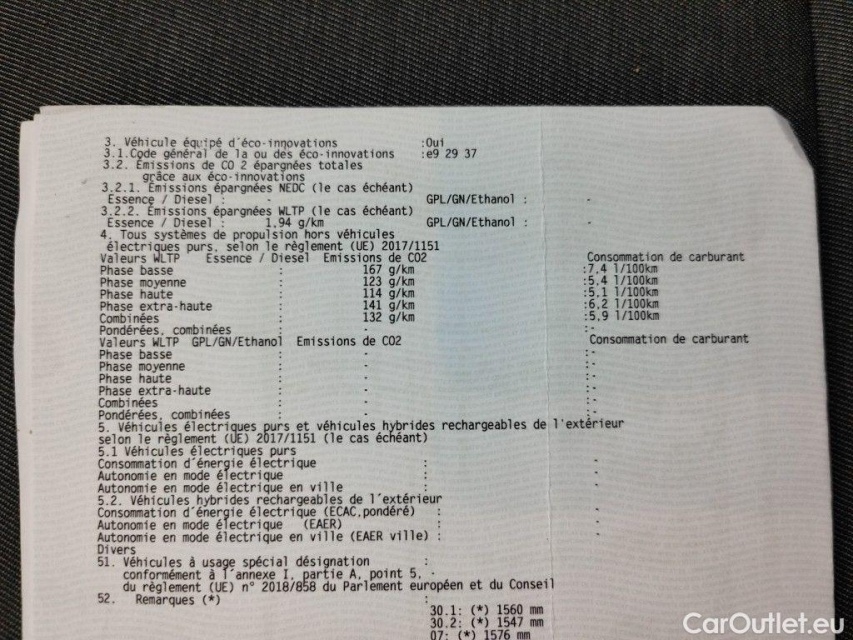 3. Véhicule équipé d'éco-innovations :Oui
3.1.Code général de la ou des éco-innovations :e9 29 37
3.2. Émissions de CO 2 épargnées totales
grâce aux éco-innovations
3.2.1. Émissions épargnées NEDC (le cas échéant)
Essence / Diesel : - GPL/GN/Ethanol : -
3.2.2. Émissions épargnées WLTP (le cas échéant)
Essence / Diesel : 1.94 g/km GPL/GN/Ethanol : -
4. Tous systèmes de propulsion hors véhicules
électriques purs, selon le règlement (UE) 2017/1151
Valeurs WLTP Essence / Diesel Émissions de CO2 Consommation de carburant
Phase basse : 167 g/km :7,4 l/100km
Phase moyenne : 123 g/km :5,4 l/100km
Phase haute : 114 g/km :5,1 l/100km
Phase extra-haute : 141 g/km :6,2 l/100km
Combinées : 132 g/km :5,9 l/100km
Pondérées, combinées : - :-
Valeurs WLTP GPL/GN/Ethanol Emissions de CO2 Consommation de carburant
Phase basse : - :-
Phase moyenne : - :-
Phase haute : - :-
Phase extra-haute : - :-
Combinées : - :-
Pondérées, combinées : - :-
5. Véhicules électriques purs et véhicules hybrides rechargeables de l'extérieur
selon le règlement (UE) 2017/1151 (le cas échéant)
5.1 Véhicules électriques purs
Consommation d'énergie électrique : -
Autonomie en mode électrique : -
Autonomie en mode électrique en ville : -
5.2. Véhicules hybrides rechargeables de l'extérieur
Consommation d'énergie électrique (ECAC,pondéré) : -
Autonomie en mode électrique (EAER) : -
Autonomie en mode électrique en ville (EAER ville) : -
Divers
51. Véhicules à usage spécial désignation :
conformément à l'annexe I, partie A, point 5, -
du règlement (UE) n° 2018/858 du Parlement européen et du Conseil
52. Remarques (*) :
30.1: (*) 1560 mm
30.2: (*) 1547 mm
07: (*) 1576 mm
CarOutlet.eu